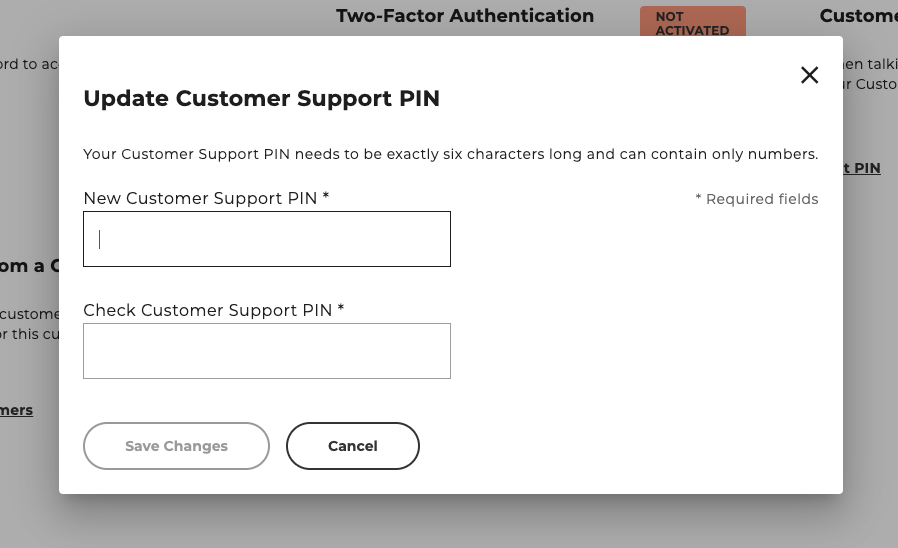 Two-Factor Authentication
NOT
ACTIVATED
Custome
ord to ac
en talki
ur Custo
Update Customer Support PIN
Your Customer Support PIN needs to be exactly six characters long and can contain only numbers.
t PIN
New Customer Support PIN *
* Required fields
om a C
Check Customer Support PIN *
custome
or this cu
mers
Save Changes
Cancel